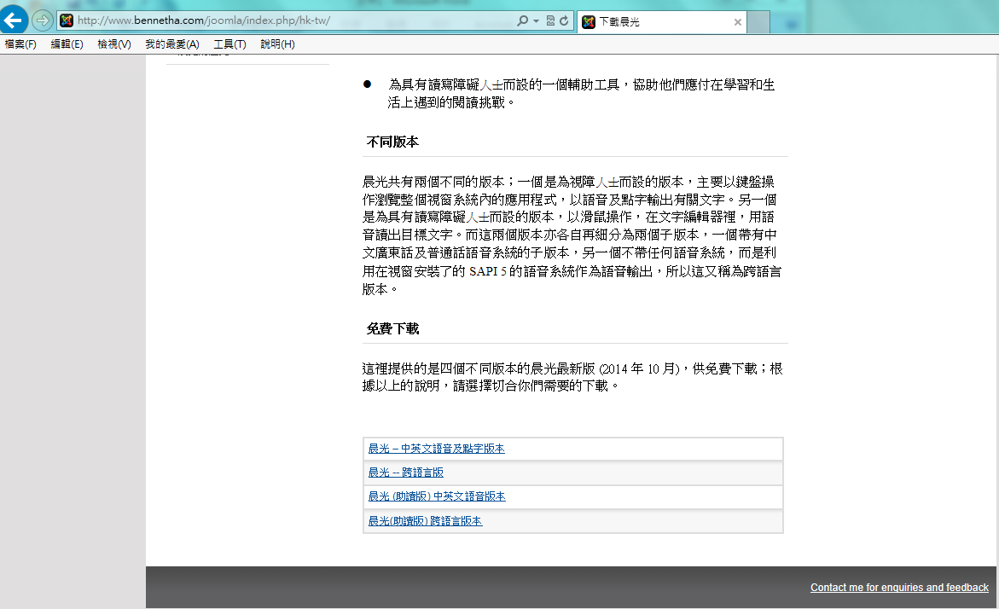 http://www.bennetha.com/joomla/index.php/hk-tw/
下載晨光
檔案(F) 編輯(E) 檢視(V) 我的最愛(A) 工具(T) 說明(H)
● 為具有讀寫障礙人士而設的一個輔助工具，協助他們應付在學習和生
活上遇到的閱讀挑戰。
不同版本
晨光共有兩個不同的版本；一個是為視障人士而設的版本，主要以鍵盤操
作瀏覽整個視窗系統內的應用程式，以語音及點字輸出有關文字。另一個
是為具有讀寫障礙人士而設的版本，以滑鼠操作，在文字編輯器裡，用語
音讀出目標文字。而這兩個版本亦各自再細分為兩個子版本，一個帶有中
文廣東話及普通話語音系統的子版本，另一個不帶任何語音系統，而是利
用在視窗安裝了的 SAPI 5 的語音系統作為語音輸出，所以這又稱為跨語言
版本。
免費下載
這裡提供的是四個不同版本的晨光最新版 (2014 年 10 月)，供免費下載；根
據以上的說明，請選擇切合你們需要的下載。
晨光 – 中英文語音及點字版本
晨光 -- 跨語言版
晨光 (助讀版) 中英文語音版本
晨光(助讀版) 跨語言版本
Contact me for enquiries and feedback